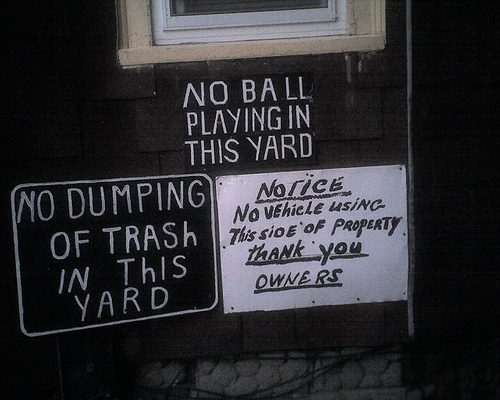 NO BALL
PLAYING IN
THIS YARD
NO DUMPING
OF TRASh
IN ThIS
YARD
NOTICE
NO VEhiclE USING
This sidE OF PROPERTY
thANK you
OWNERS